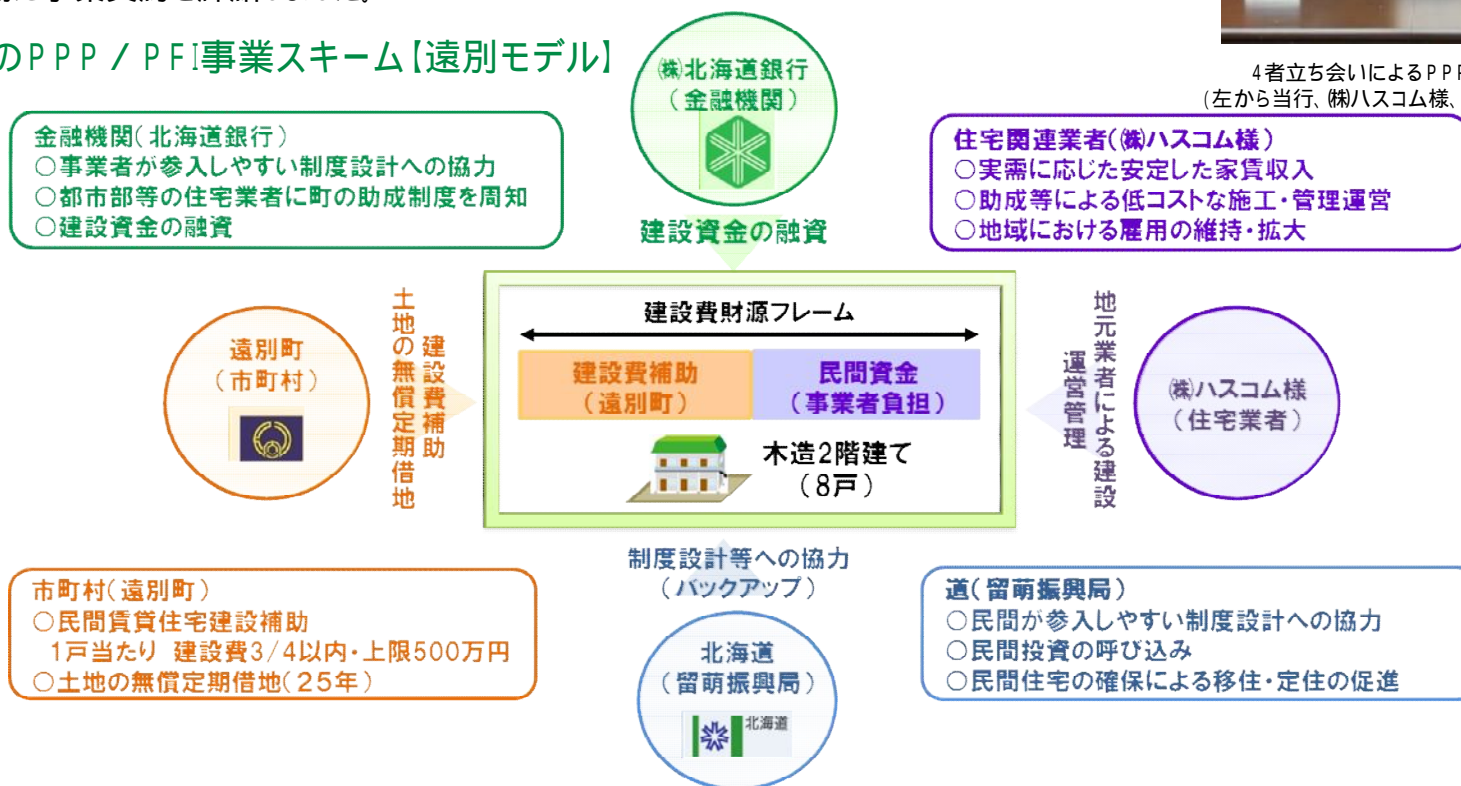 のPPP/PFI事業スキーム【遠別モデル】
4者立ち会いによるPPP
(左から当行、㈱ハスコム様、
㈱北海道銀行
(金融機関)
金融機関(北海道銀行)
○事業者が参入しやすい制度設計への協力
○都市部等の住宅業者に町の助成制度を周知
○建設資金の融資
建設資金の融資
住宅関連業者(㈱ハスコム様)
○実需に応じた安定した家賃収入
○助成等による低コストな施工・管理運営
○地域における雇用の維持・拡大
遠別町
(市町村)
建設費補助
土地の無償定期借地
建設費財源フレーム
建設費補助
(遠別町)
民間資金
(事業者負担)
木造2階建て
(8戸)
地元業者による建設
運営管理
㈱ハスコム様
(住宅業者)
制度設計等への協力
(バックアップ)
市町村(遠別町)
○民間賃貸住宅建設補助
1戸当たり 建設費3/4以内・上限500万円
○土地の無償定期借地(25年)
北海道
(留萌振興局)
北海道
道(留萌振興局)
○民間が参入しやすい制度設計への協力
○民間投資の呼び込み
○民間住宅の確保による移住・定住の促進